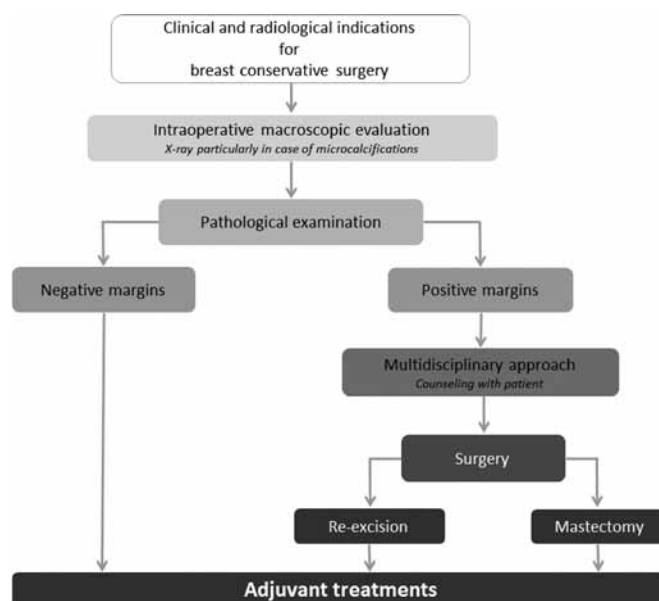 Clinical and radiological indications
for
breast conservative surgery
Intraoperative macroscopic evaluation
X-ray particularly in case of microcalcifications
Pathological examination
Negative margins
Positive margins
Multidisciplinary approach
Counseling with patient
Surgery
Re-excision
Mastectomy
Adjuvant treatments